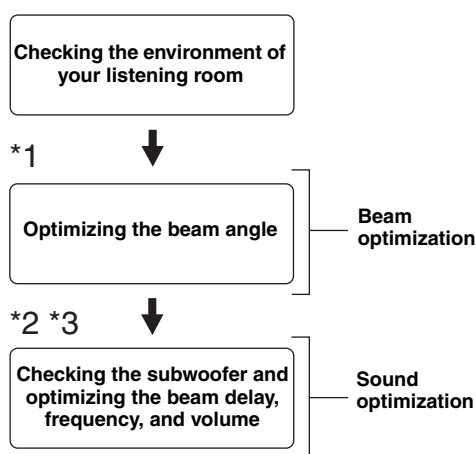 Checking the environment of
your listening room
*1
Optimizing the beam angle
Beam
optimization
*2 *3
Checking the subwoofer and
optimizing the beam delay,
frequency, and volume
Sound
optimization